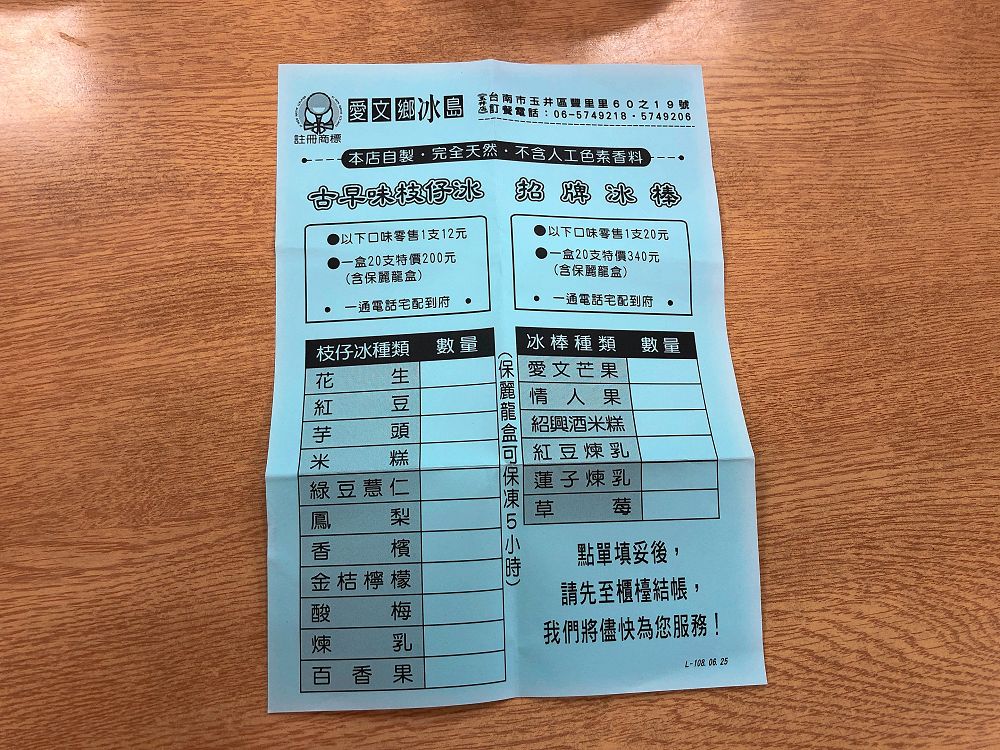 愛文鄉冰島
註冊商標
玉井店
台南市玉井區豐里里60之19號
訂餐電話：06-5749218・5749206
本店自製・完全天然・不含人工色素香料
古早味枝仔冰
●以下口味零售1支12元
●一盒20支特價200元
(含保麗龍盒)
• 一通電話宅配到府 •
枝仔冰種類 數量
花生
紅豆
芋頭
米糕
綠豆薏仁
鳳梨
香檳
金桔檸檬
酸梅
煉乳
百香果
(保麗龍盒可保凍5小時)
招牌冰棒
●以下口味零售1支20元
●一盒20支特價340元
(含保麗龍盒)
• 一通電話宅配到府 •
冰棒種類 數量
愛文芒果
情人果
紹興酒米糕
紅豆煉乳
蓮子煉乳
草莓
點單填妥後，
請先至櫃檯結帳，
我們將儘快為您服務！
L-108.06.25